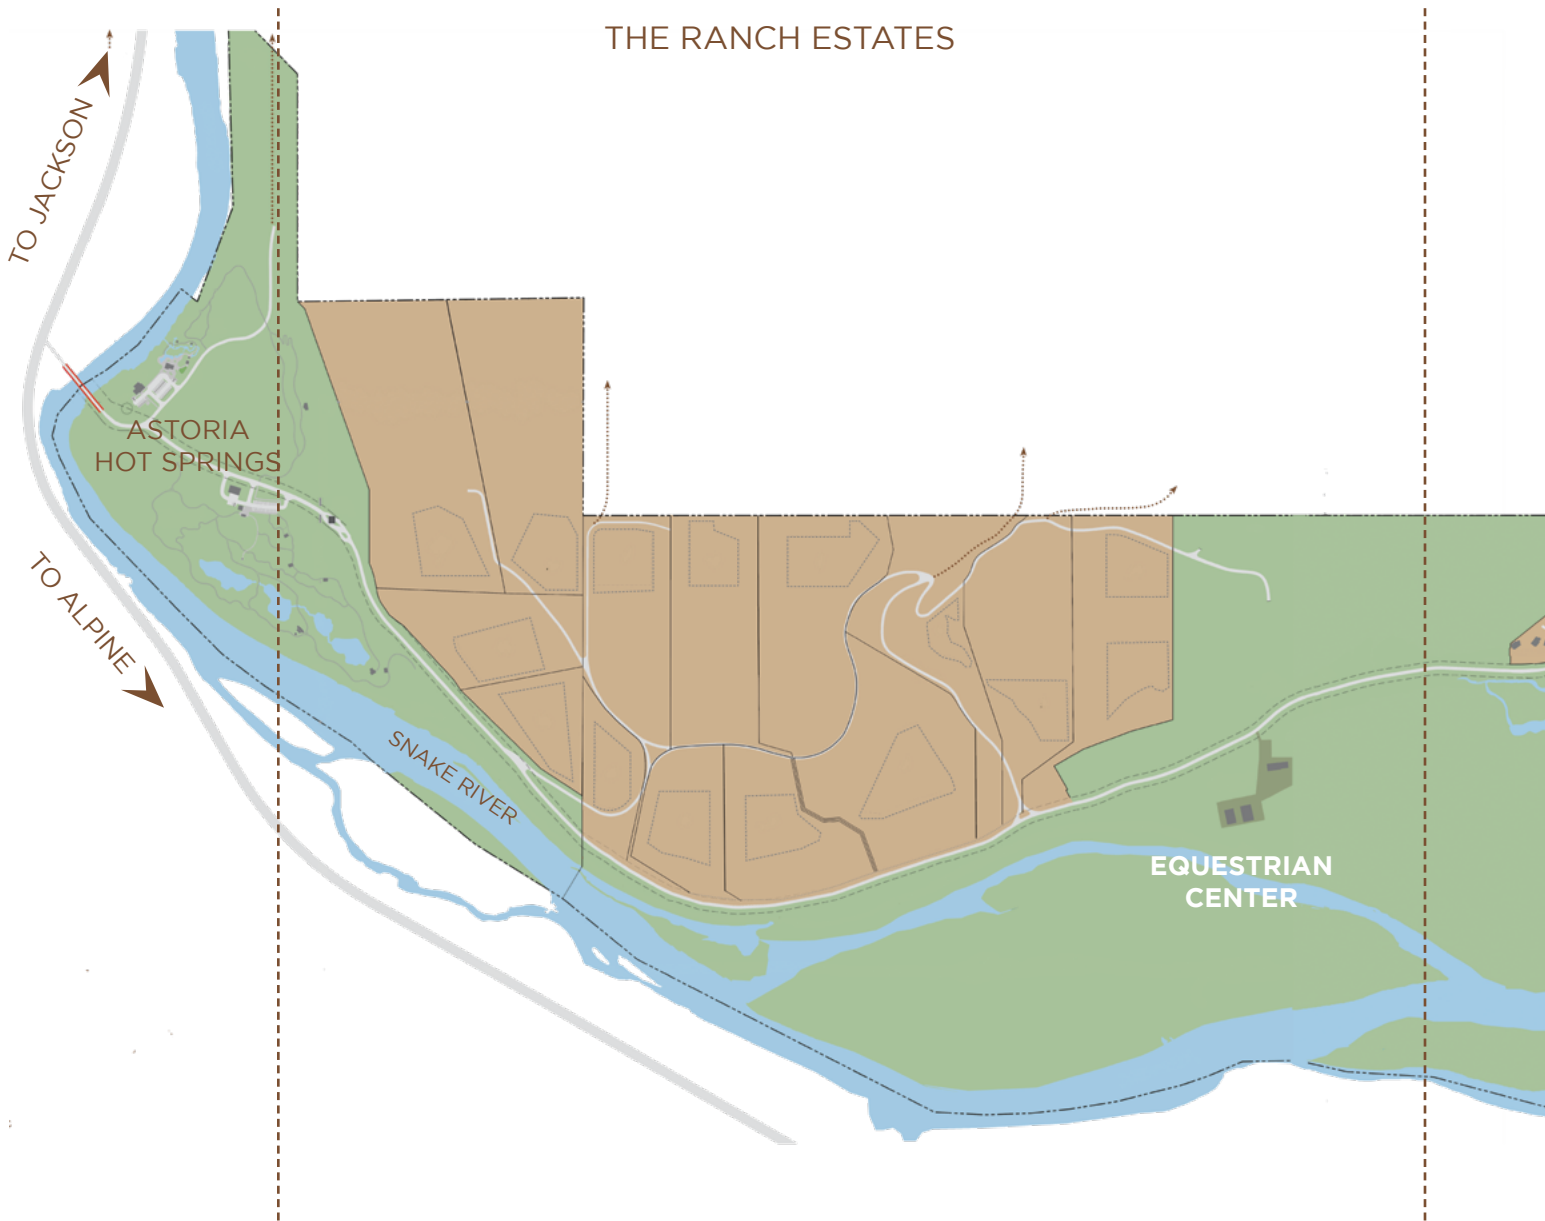 THE RANCH ESTATES
TO JACKSON
ASTORIA
HOT SPRINGS
TO ALPINE
SNAKE RIVER
EQUESTRIAN
CENTER